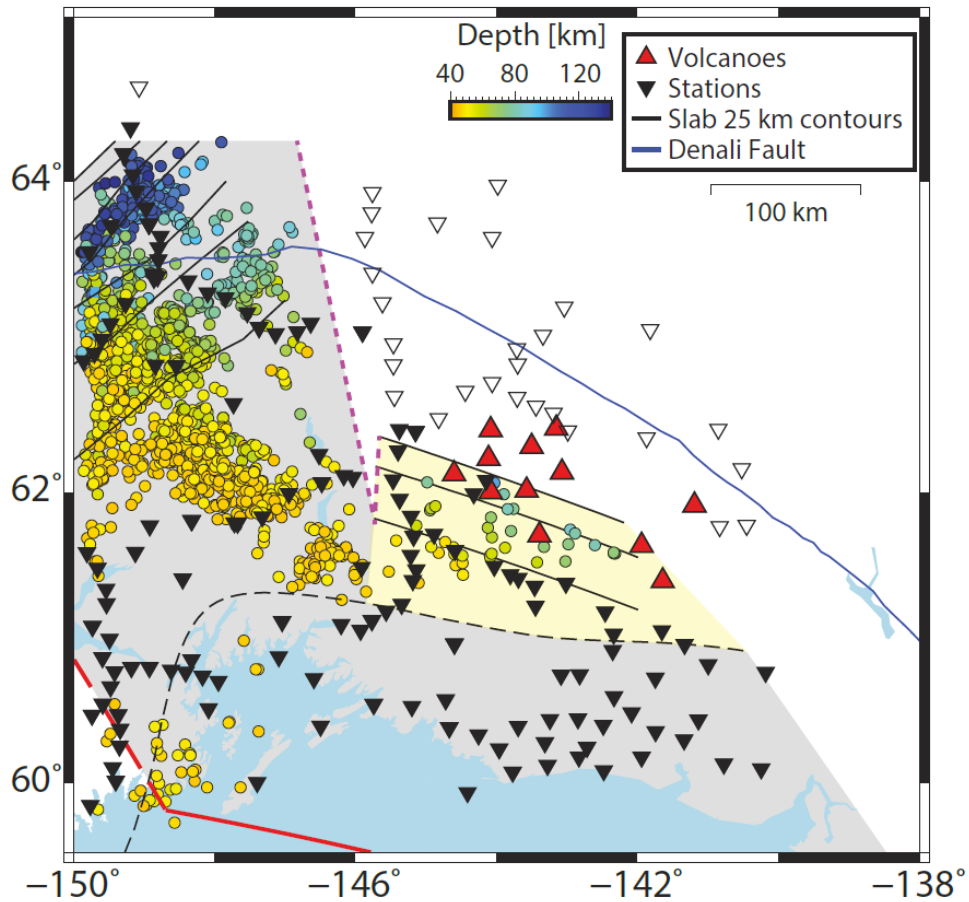 Depth [km]
40 80 120
Volcanoes
Stations
Slab 25 km contours
Denali Fault
100 km
64°
62°
60°
−150° −146° −142° −138°